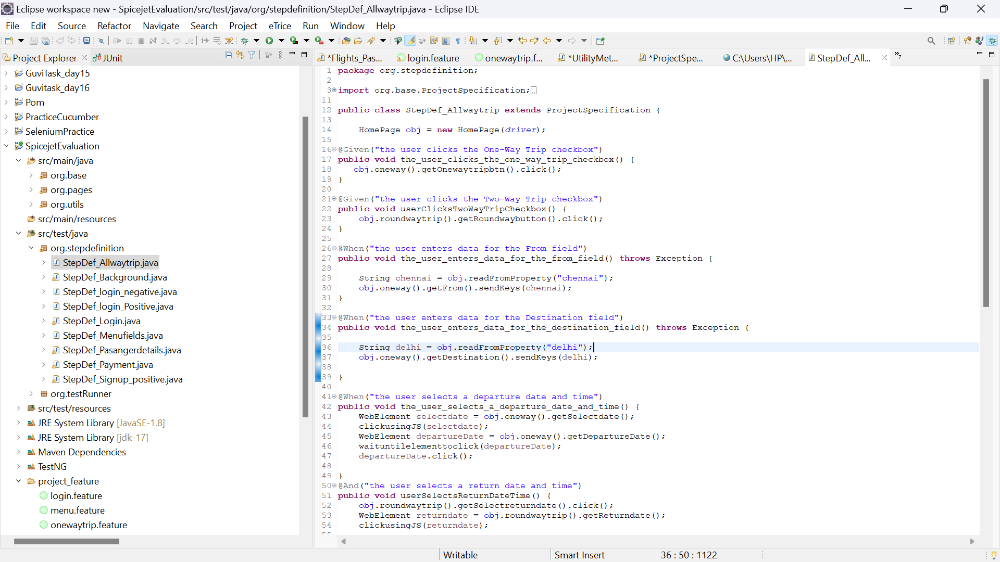 Eclipse workspace new - SpicejetEvaluation/src/test/java/org/stepdefinition/StepDef_Allwaytrip.java - Eclipse IDE
File Edit Source Refactor Navigate Search Project eTrice Run Window Help
Project Explorer JUnit
GuviTask_day15
Guvitask_day16
Pom
PracticeCucumber
SeleniumPractice
SpicejetEvaluation
src/main/java
org.base
org.pages
org.utils
src/main/resources
src/test/java
org.stepdefinition
StepDef_Allwaytrip.java
StepDef_Background.java
StepDef_login_negative.java
StepDef_login_Positive.java
StepDef_Login.java
StepDef_Menufields.java
StepDef_Pasangerdetails.java
StepDef_Payment.java
StepDef_Signup_positive.java
org.testRunner
src/test/resources
JRE System Library [JavaSE-1.8]
JRE System Library [jdk-17]
Maven Dependencies
TestNG
project_feature
login.feature
menu.feature
onewaytrip.feature
*Flights_Pas... login.feature onewaytrip.f... *UtilityMet... *ProjectSpe... C:\Users\HP\... StepDef_All... »7
1 package org.stepdefinition;
2
3 import org.base.ProjectSpecification;
11
12 public class StepDef_Allwaytrip extends ProjectSpecification {
13
14 HomePage obj = new HomePage(driver);
15
16 @Given("the user clicks the One-Way Trip checkbox")
17 public void the_user_clicks_the_one_way_trip_checkbox() {
18 obj.oneway().getOnewaytripbtn().click();
19 }
20
21 @Given("the user clicks the Two-Way Trip checkbox")
22 public void userClicksTwoWayTripCheckbox() {
23 obj.roundwaytrip().getRoundwaybutton().click();
24 }
25
26 @When("the user enters data for the From field")
27 public void the_user_enters_data_for_the_from_field() throws Exception {
28
29 String chennai = obj.readFromProperty("chennai");
30 obj.oneway().getFrom().sendKeys(chennai);
31 }
32
33 @When("the user enters data for the Destination field")
34 public void the_user_enters_data_for_the_destination_field() throws Exception {
35
36 String delhi = obj.readFromProperty("delhi");
37 obj.oneway().getDestination().sendKeys(delhi);
38
39 }
40
41 @When("the user selects a departure date and time")
42 public void the_user_selects_a_departure_date_and_time() {
43 WebElement selectdate = obj.oneway().getSelectdate();
44 clickusingJS(selectdate);
45 WebElement departureDate = obj.oneway().getDepartureDate();
46 waituntilelementtoclick(departureDate);
47 departureDate.click();
48
49 }
50 @And("the user selects a return date and time")
51 public void userSelectsReturnDateTime() {
52 obj.roundwaytrip().getSelectreturndate().click();
53 WebElement returndate = obj.roundwaytrip().getReturndate();
54 clickusingJS(returndate);
Writable Smart Insert 36 : 50 : 1122